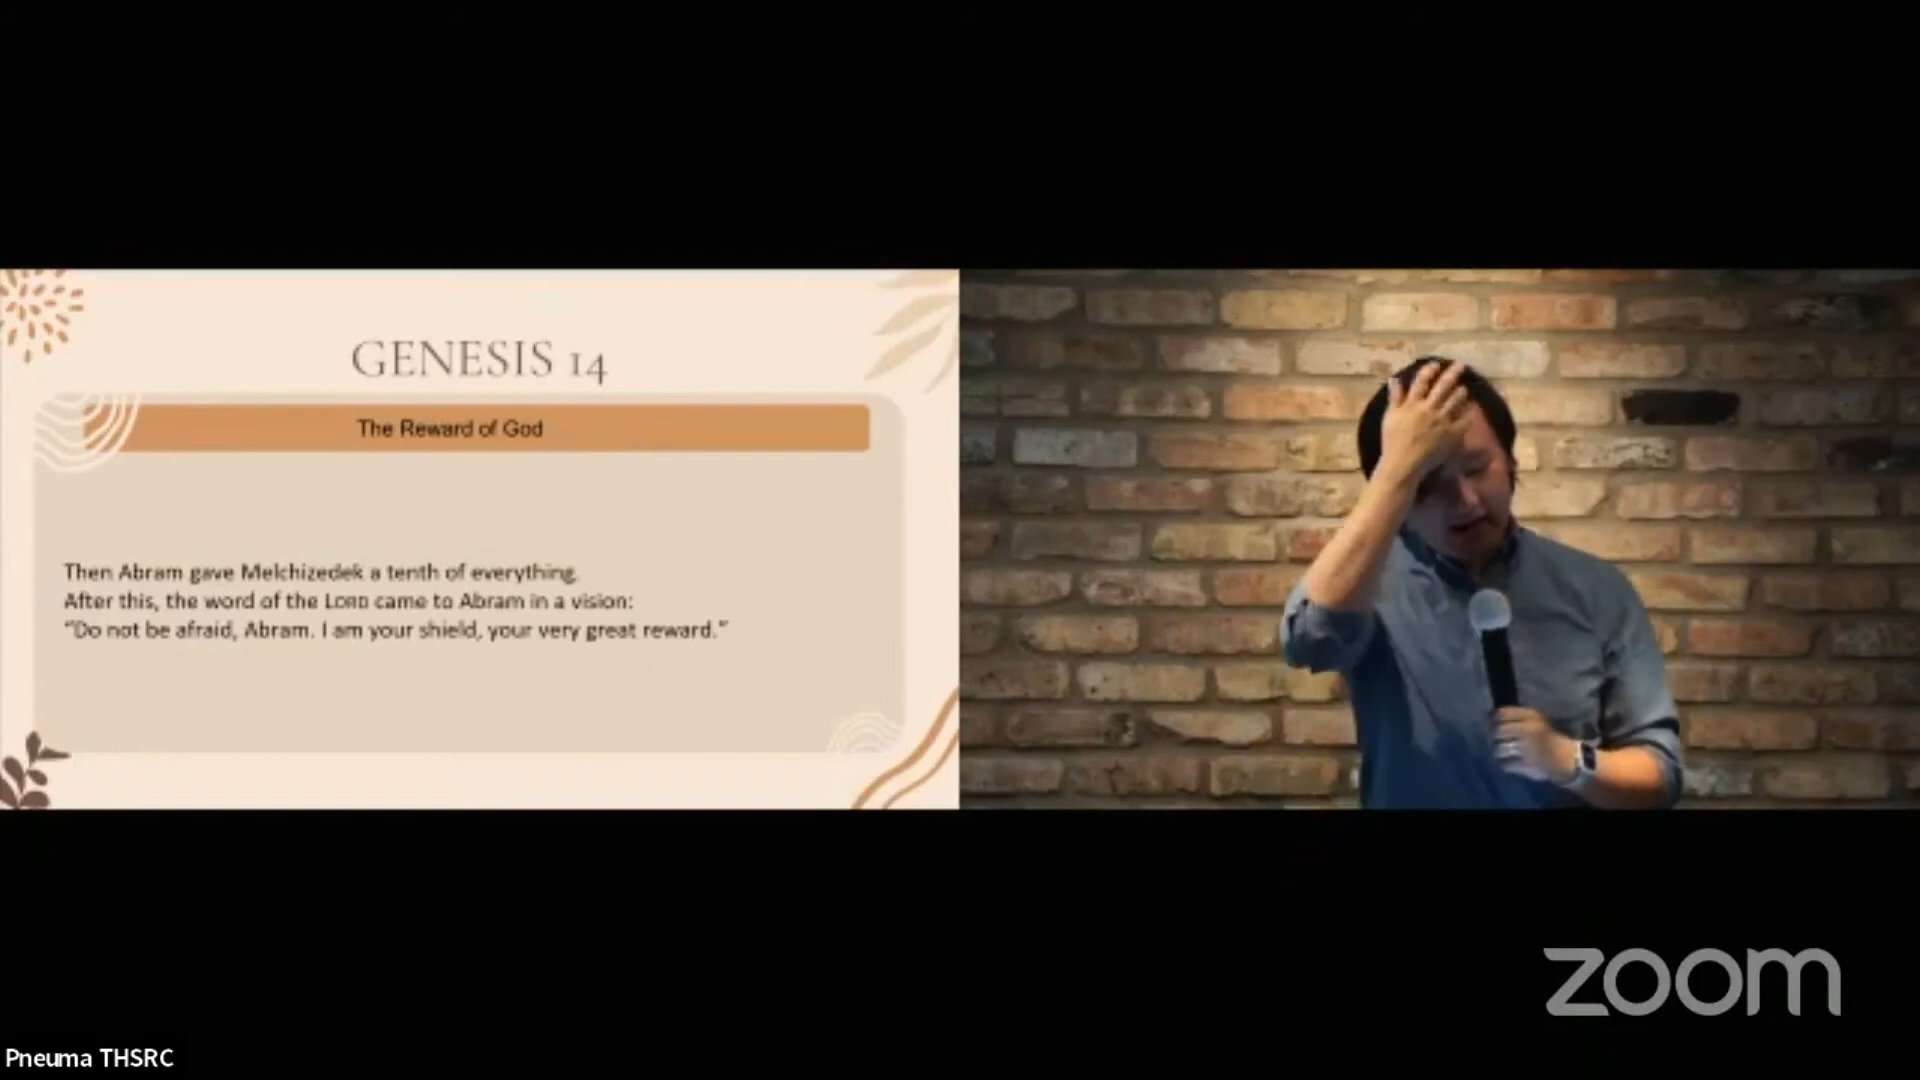 GENESIS 14
The Reward of God
Then Abram gave Melchizedek a tenth of everything.
After this, the word of the LORD came to Abram in a vision:
“Do not be afraid, Abram. I am your shield, your very great reward.”
zoom
Pneuma THSRC